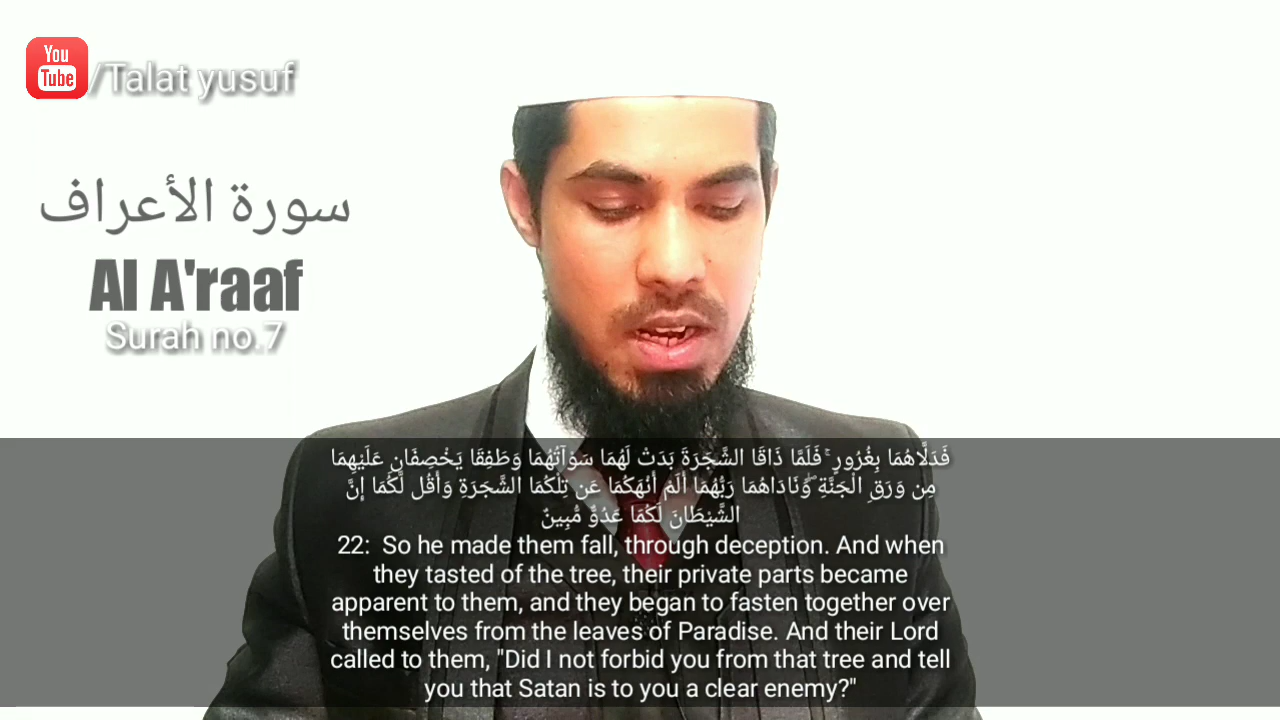 You
Tube
/Talat yusuf
سورة الأعراف
Al A'raaf
Surah no.7
فَدَلَّاهُمَا بِغُرُورٍ ۚ فَلَمَّا ذَاقَا الشَّجَرَةَ بَدَتْ لَهُمَا سَوْآتُهُمَا وَطَفِقَا يَخْصِفَانِ عَلَيْهِمَا
مِن وَرَقِ الْجَنَّةِ ۖ وَنَادَاهُمَا رَبُّهُمَا أَلَمْ أَنْهَكُمَا عَن تِلْكُمَا الشَّجَرَةِ وَأَقُل لَّكُمَا إِنَّ
الشَّيْطَانَ لَكُمَا عَدُوٌّ مُّبِينٌ
22:  So he made them fall, through deception. And when
they tasted of the tree, their private parts became
apparent to them, and they began to fasten together over
themselves from the leaves of Paradise. And their Lord
called to them, "Did I not forbid you from that tree and tell
you that Satan is to you a clear enemy?"